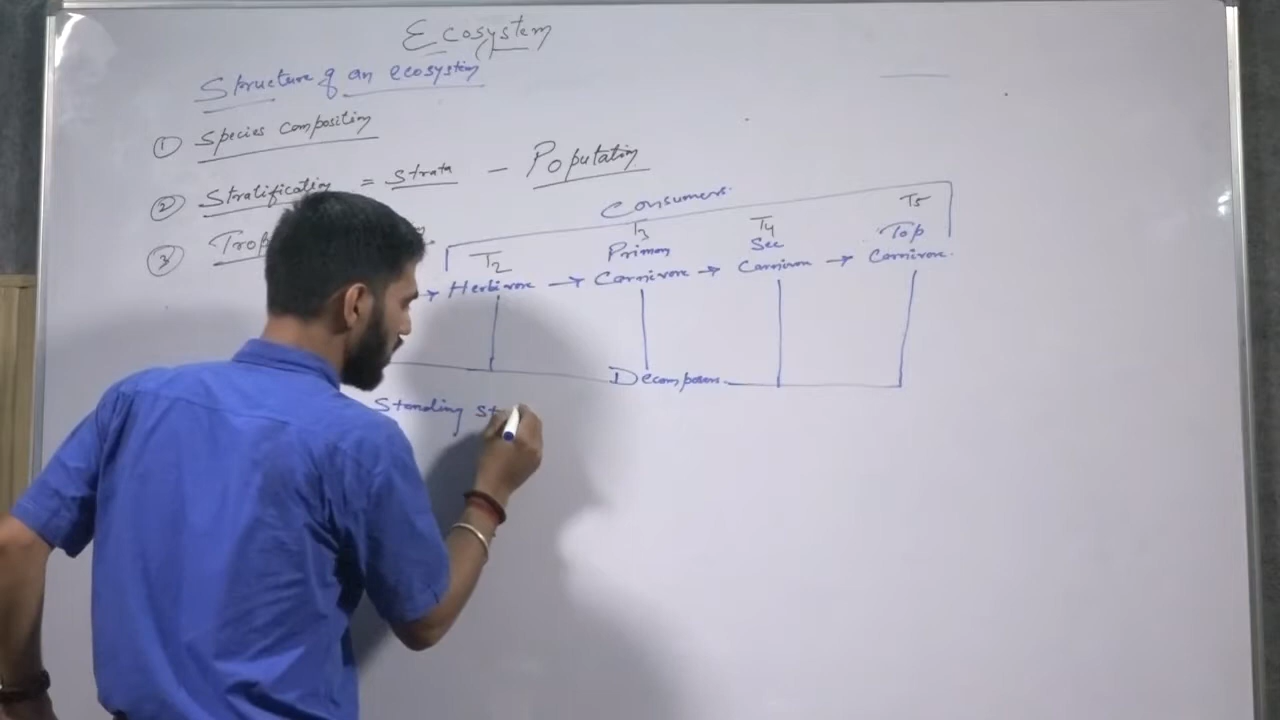 Ecosystem
Structure of an ecosystem
① Species composition
② Stratification = strata - Population
③ Trop
Consumers
T2 T3 T4 T5
Primary Sec Top
→ Herbivore → Carnivore → Carnivore → Carnivore
Decomposers
Standing st